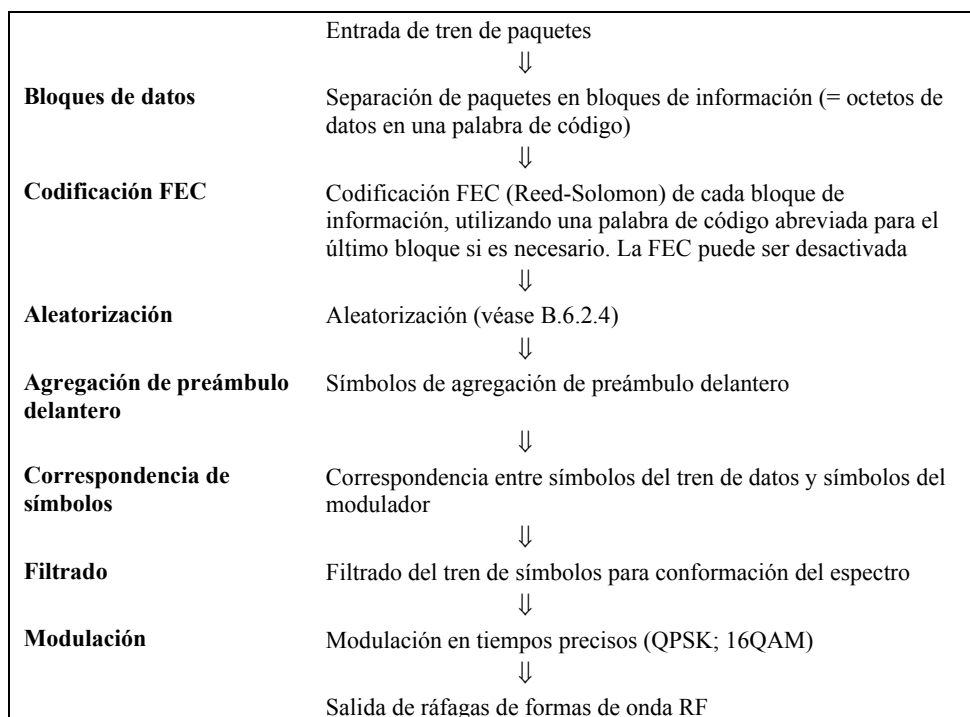 Entrada de tren de paquetes
⇓
Bloques de datos Separación de paquetes en bloques de información (= octetos de
datos en una palabra de código)
⇓
Codificación FEC Codificación FEC (Reed-Solomon) de cada bloque de
información, utilizando una palabra de código abreviada para el
último bloque si es necesario. La FEC puede ser desactivada
⇓
Aleatorización Aleatorización (véase B.6.2.4)
⇓
Agregación de preámbulo Símbolos de agregación de preámbulo delantero
delantero
⇓
Correspondencia de Correspondencia entre símbolos del tren de datos y símbolos del
símbolos modulador
⇓
Filtrado Filtrado del tren de símbolos para conformación del espectro
⇓
Modulación Modulación en tiempos precisos (QPSK; 16QAM)
⇓
Salida de ráfagas de formas de onda RF